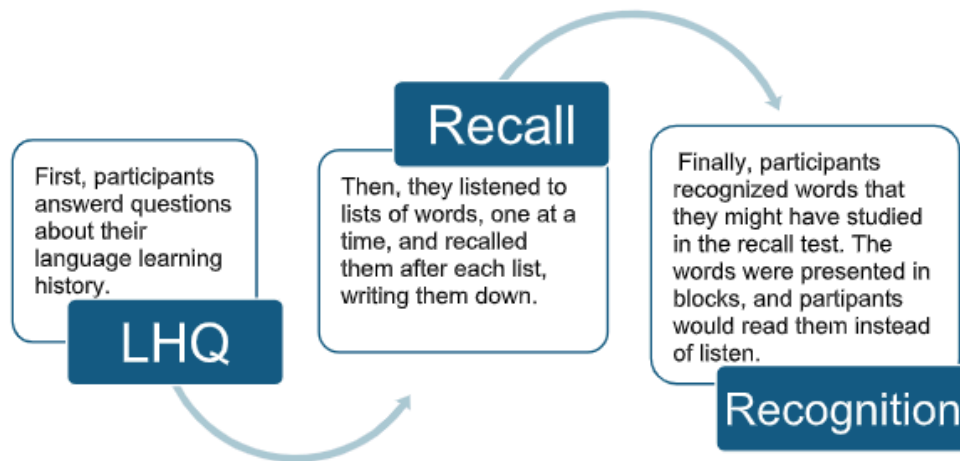 First, participants
answerd questions
about their
language learning
history.
LHQ
Recall
Then, they listened to
lists of words, one at a
time, and recalled
them after each list,
writing them down.
Finally, participants
recognized words that
they might have studied
in the recall test. The
words were presented in
blocks, and partipants
would read them instead
of listen.
Recognition